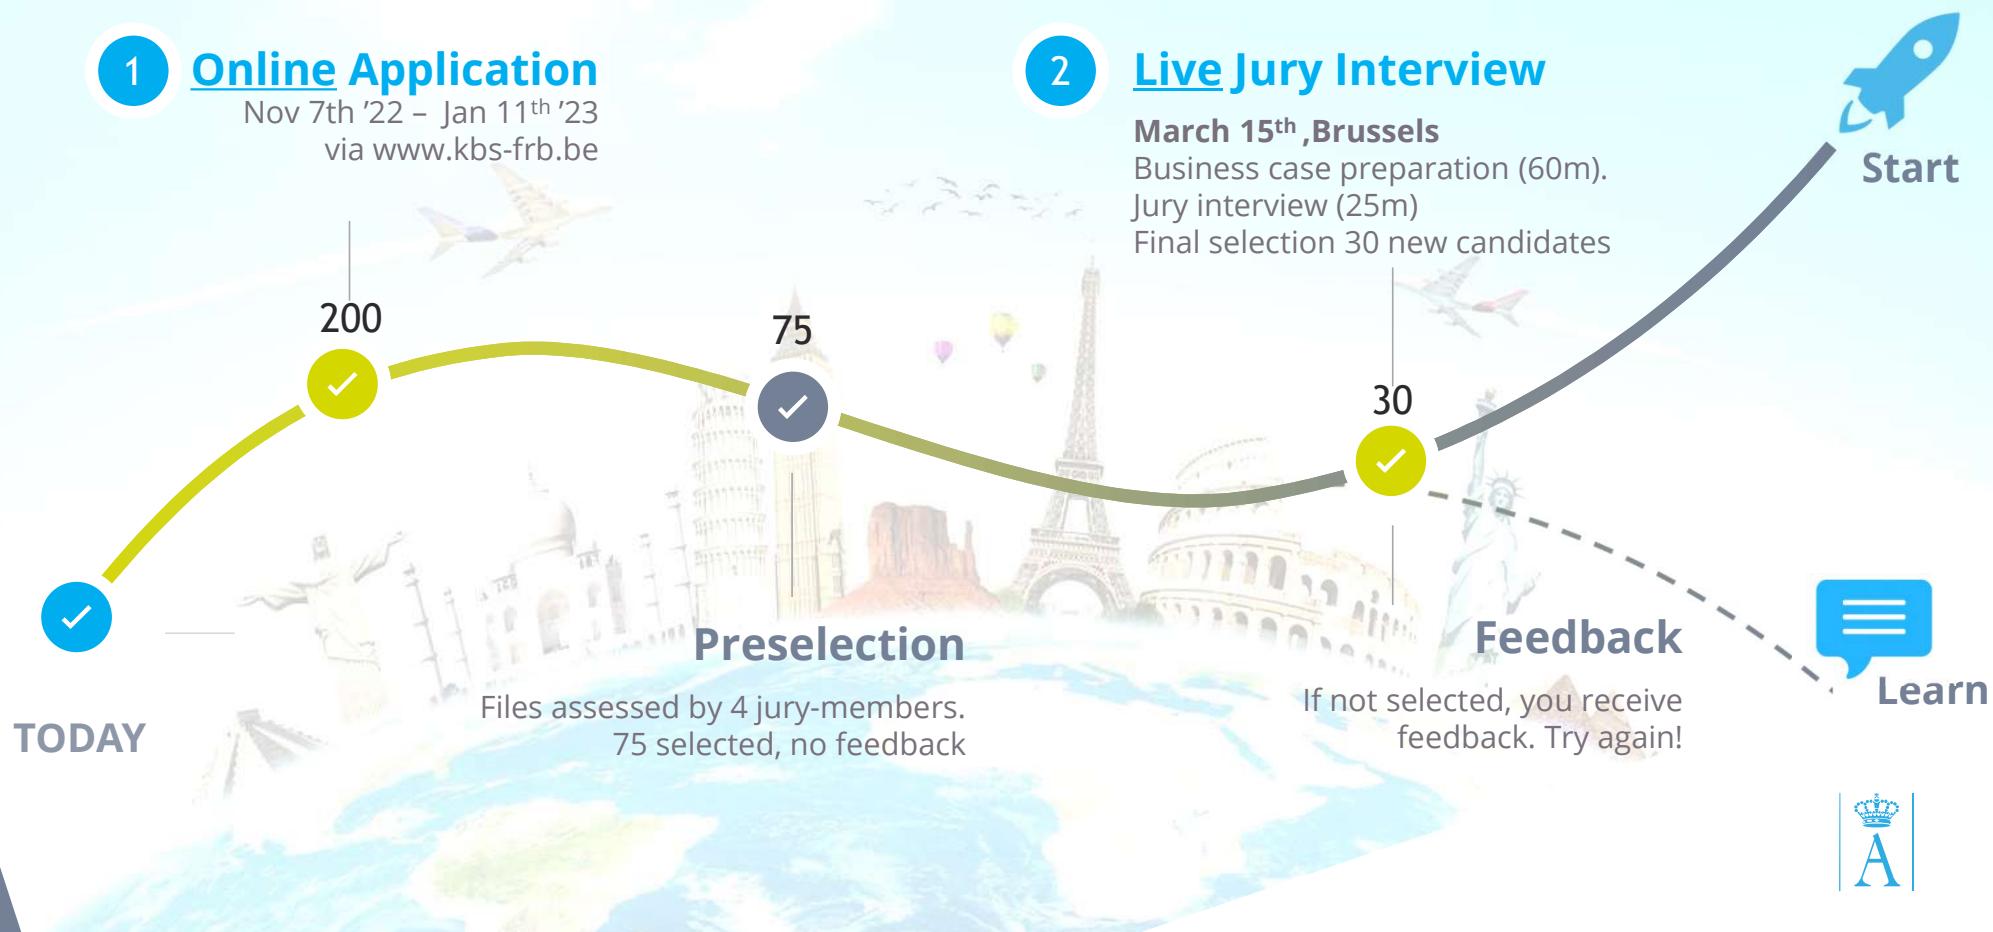 1
Online Application
Nov 7th ’22 – Jan 11th ’23
via www.kbs-frb.be
2
Live Jury Interview
March 15th ,Brussels
Business case preparation (60m).
Jury interview (25m)
Final selection 30 new candidates
Start
200
75
30
TODAY
Preselection
Files assessed by 4 jury-members.
75 selected, no feedback
Feedback
If not selected, you receive
feedback. Try again!
Learn
A